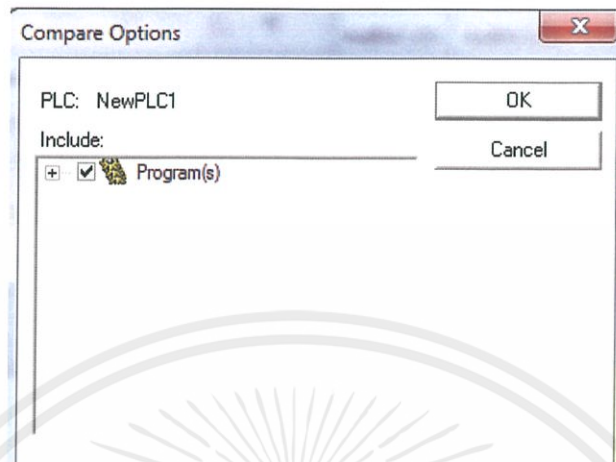 Compare Options
PLC: NewPLC1
OK
Include:
Cancel
Program(s)